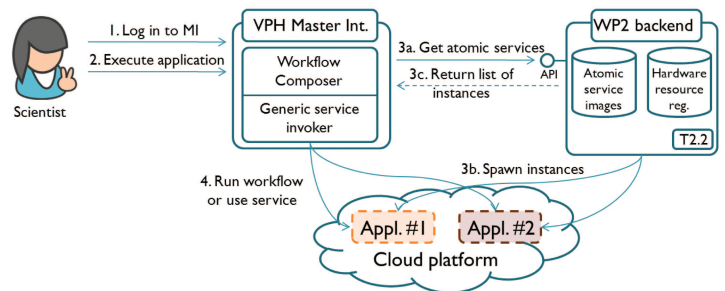 1. Log in to MI
2. Execute application
Scientist
VPH Master Int.
Workflow
Composer
Generic service
invoker
3a. Get atomic services
3c. Return list of
instances
API
WP2 backend
Atomic
service
images
Hardware
resource
reg.
T2.2
4. Run workflow
or use service
3b. Spawn instances
Appl. #1
Appl. #2
Cloud platform